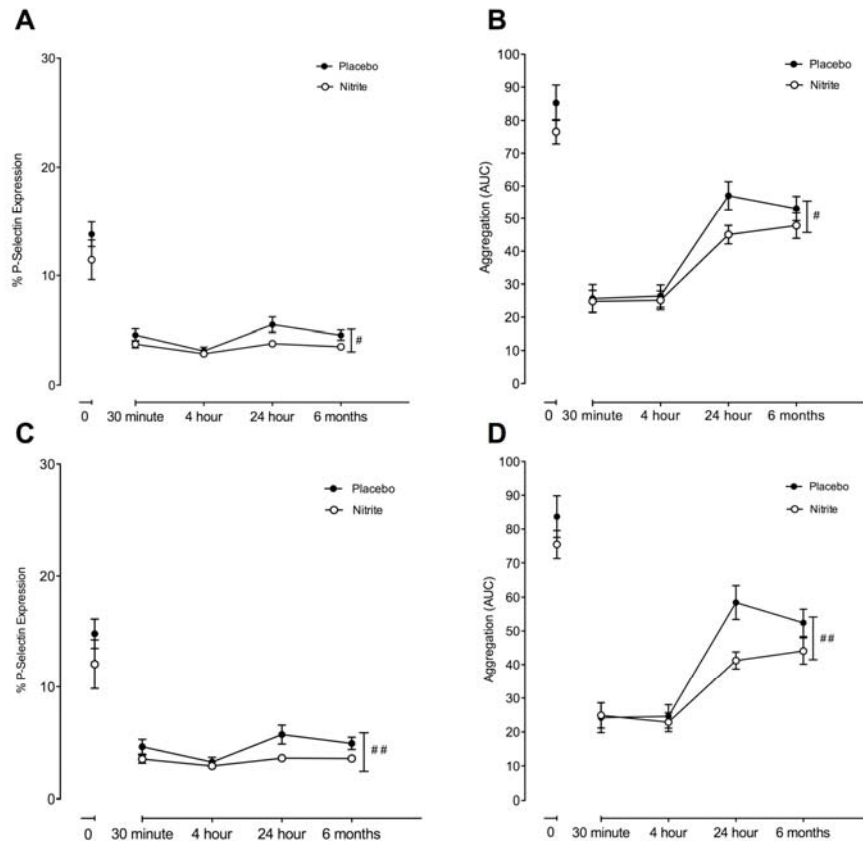 A
% P-Selectin Expression
30
20
10
0
Placebo
Nitrite
#
0
30 minute
4 hour
24 hour
6 months
B
Aggregation (AUC)
100
90
80
70
60
50
40
30
20
10
0
Placebo
Nitrite
#
0
30 minute
4 hour
24 hour
6 months
C
% P-Selectin Expression
30
20
10
0
Placebo
Nitrite
# #
0
30 minute
4 hour
24 hour
6 months
D
Aggregation (AUC)
100
90
80
70
60
50
40
30
20
10
0
Placebo
Nitrite
# #
0
30 minute
4 hour
24 hour
6 months